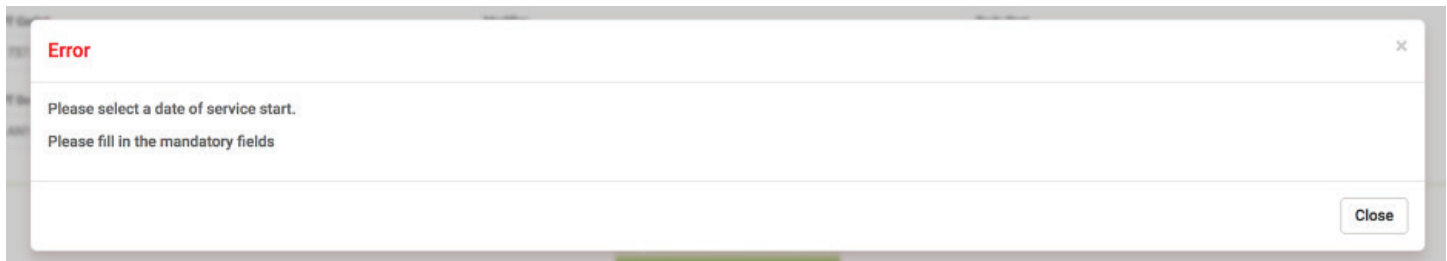 Error
×
Please select a date of service start.
Please fill in the mandatory fields
Close